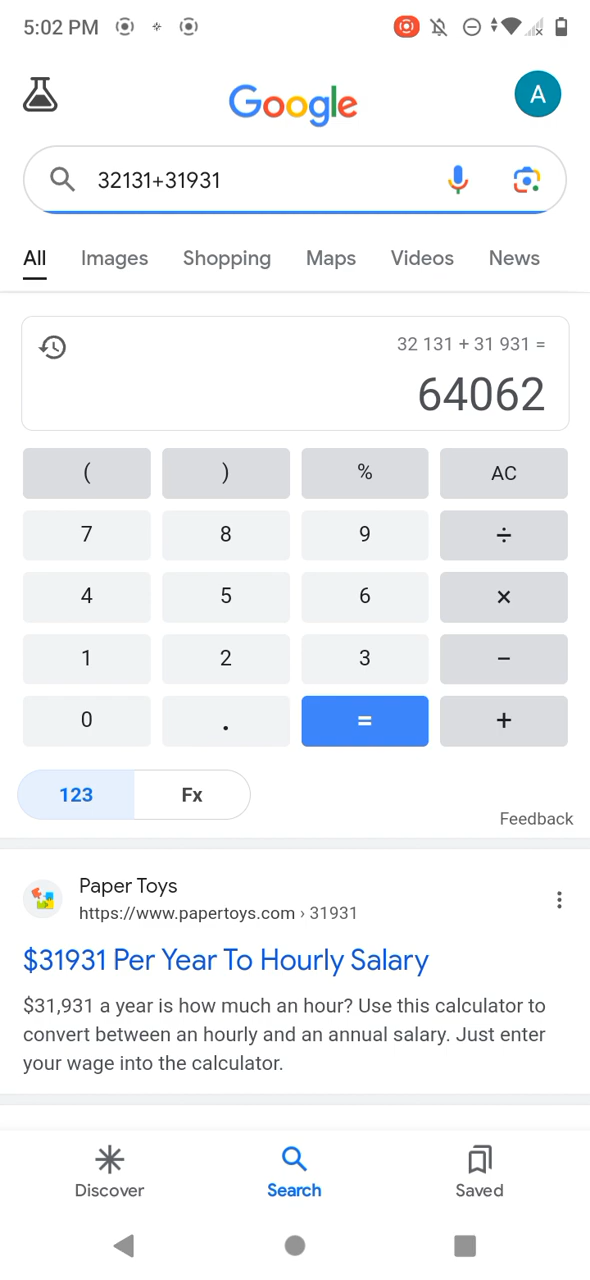 5:02 PM
Google
A
32131+31931
All Images Shopping Maps Videos News
32 131 + 31 931 =
64062
( ) % AC
7 8 9 ÷
4 5 6 ×
1 2 3 −
0 . = +
123 Fx
Feedback
Paper Toys
https://www.papertoys.com › 31931
$31931 Per Year To Hourly Salary
$31,931 a year is how much an hour? Use this calculator to
convert between an hourly and an annual salary. Just enter
your wage into the calculator.
Discover Search Saved